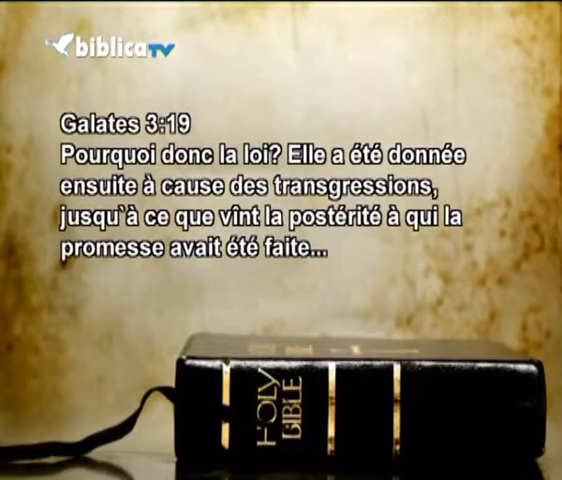 biblicaTV
Galates 3:19
Pourquoi donc la loi? Elle a été donnée
ensuite à cause des transgressions,
jusqu`à ce que vînt la postérité à qui la
promesse avait été faite...
HOLY
BIBLE